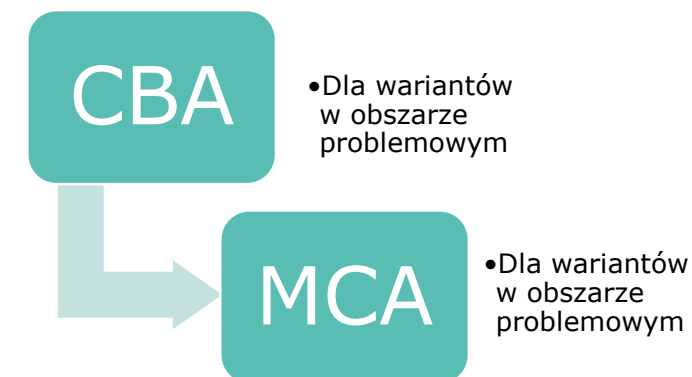 CBA
•Dla wariantów
w obszarze
problemowym
MCA
•Dla wariantów
w obszarze
problemowym